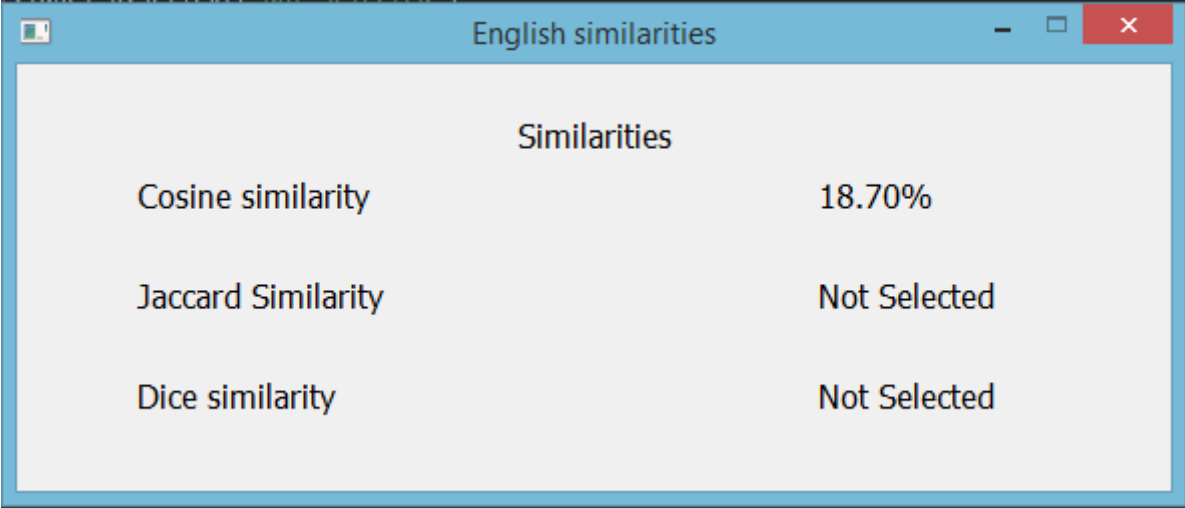 English similarities
Similarities
Cosine similarity 18.70%
Jaccard Similarity Not Selected
Dice similarity Not Selected